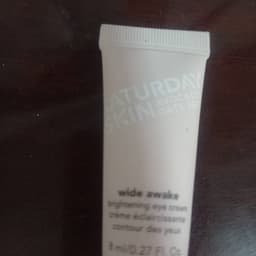 SATURDAY
SKIN
wide awake
brightening eye cream
crème éclaircissante
contour des yeux
8 ml/0.27 Fl. Oz